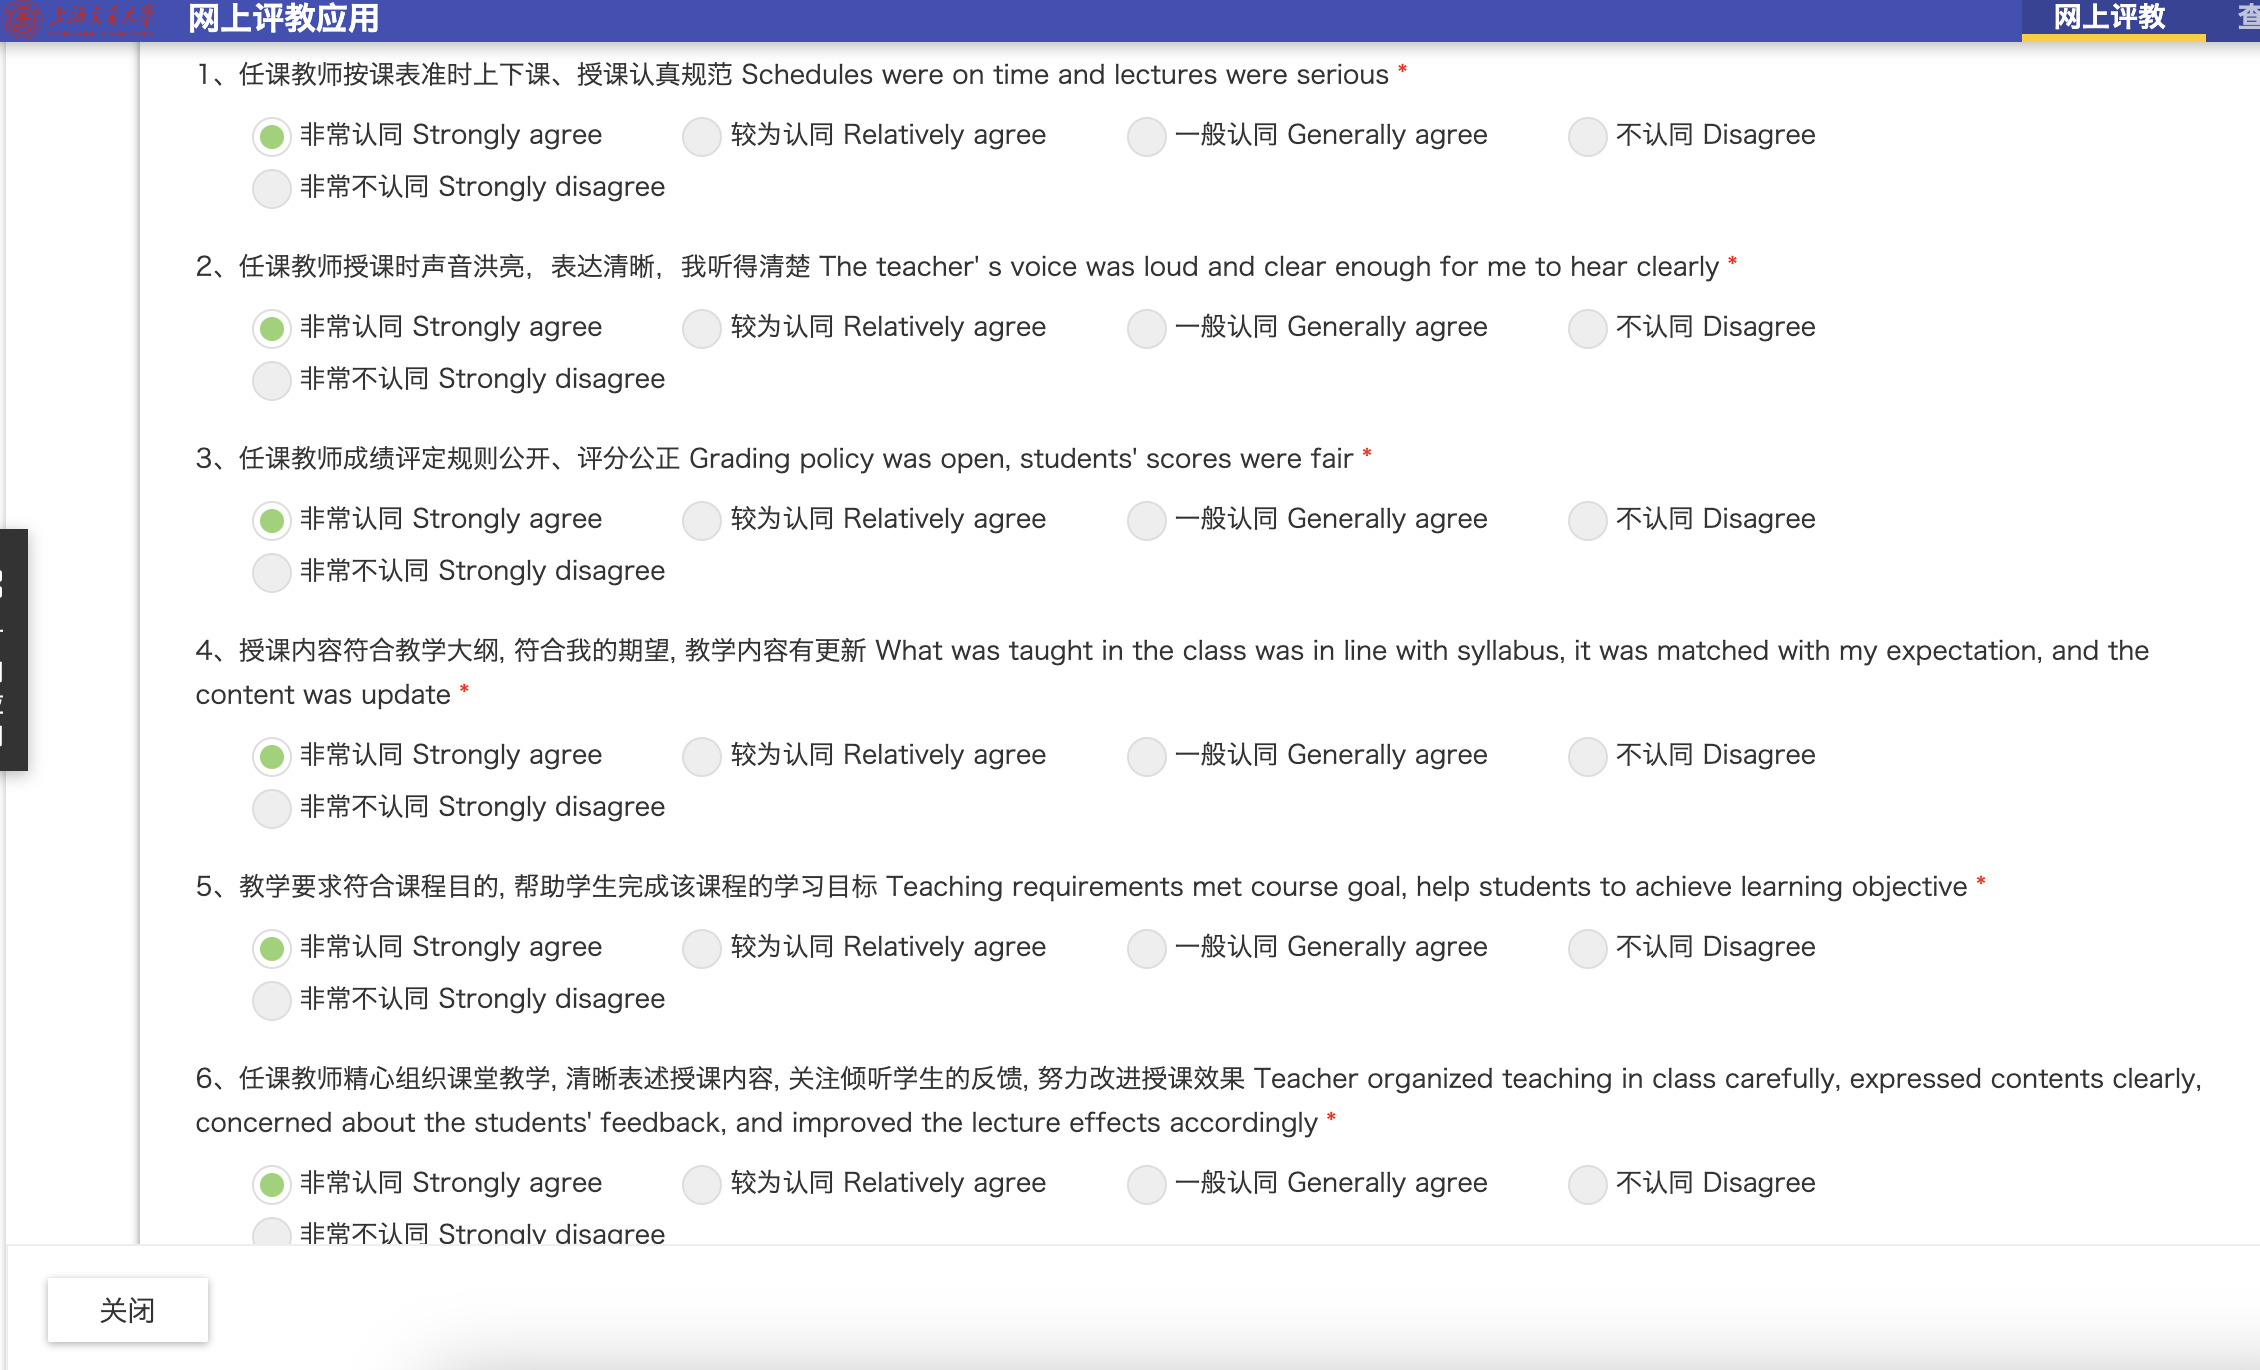 上海交通大学 网上评教应用 网上评教 查
1、任课教师按课表准时上下课、授课认真规范 Schedules were on time and lectures were serious *
非常认同 Strongly agree 较为认同 Relatively agree 一般认同 Generally agree 不认同 Disagree
非常不认同 Strongly disagree
2、任课教师授课时声音洪亮，表达清晰，我听得清楚 The teacher' s voice was loud and clear enough for me to hear clearly *
非常认同 Strongly agree 较为认同 Relatively agree 一般认同 Generally agree 不认同 Disagree
非常不认同 Strongly disagree
3、任课教师成绩评定规则公开、评分公正 Grading policy was open, students' scores were fair *
非常认同 Strongly agree 较为认同 Relatively agree 一般认同 Generally agree 不认同 Disagree
非常不认同 Strongly disagree
4、授课内容符合教学大纲, 符合我的期望, 教学内容有更新 What was taught in the class was in line with syllabus, it was matched with my expectation, and the
content was update *
非常认同 Strongly agree 较为认同 Relatively agree 一般认同 Generally agree 不认同 Disagree
非常不认同 Strongly disagree
5、教学要求符合课程目的, 帮助学生完成该课程的学习目标 Teaching requirements met course goal, help students to achieve learning objective *
非常认同 Strongly agree 较为认同 Relatively agree 一般认同 Generally agree 不认同 Disagree
非常不认同 Strongly disagree
6、任课教师精心组织课堂教学, 清晰表述授课内容, 关注倾听学生的反馈, 努力改进授课效果 Teacher organized teaching in class carefully, expressed contents clearly,
concerned about the students' feedback, and improved the lecture effects accordingly *
非常认同 Strongly agree 较为认同 Relatively agree 一般认同 Generally agree 不认同 Disagree
非常不认同 Strongly disagree
关闭